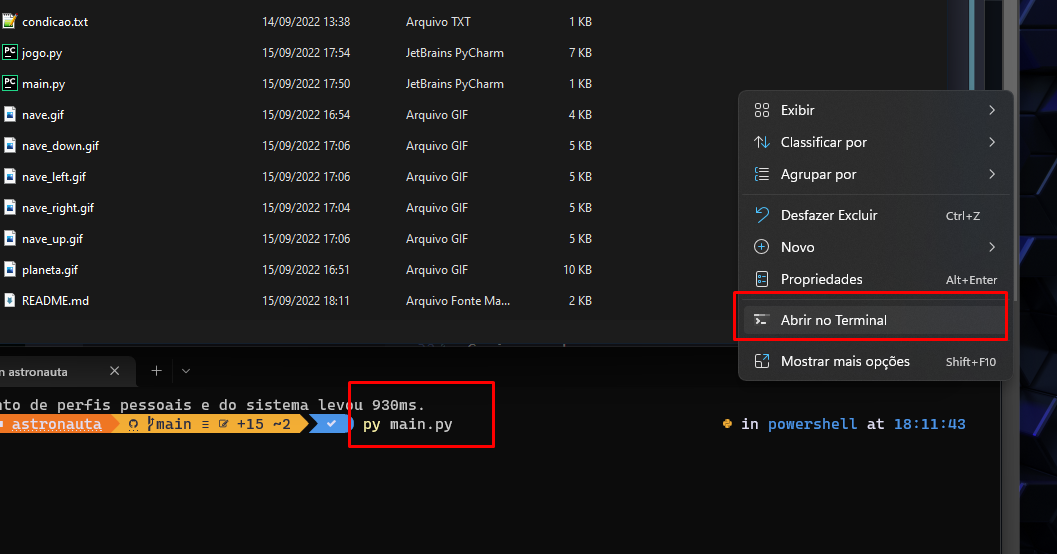 condicao.txt 14/09/2022 13:38 Arquivo TXT 1 KB
PC jogo.py 15/09/2022 17:54 JetBrains PyCharm 7 KB
PC main.py 15/09/2022 17:50 JetBrains PyCharm 1 KB
nave.gif 15/09/2022 16:54 Arquivo GIF 4 KB
nave_down.gif 15/09/2022 17:06 Arquivo GIF 5 KB
nave_left.gif 15/09/2022 17:06 Arquivo GIF 5 KB
nave_right.gif 15/09/2022 17:04 Arquivo GIF 5 KB
nave_up.gif 15/09/2022 17:06 Arquivo GIF 5 KB
planeta.gif 15/09/2022 16:51 Arquivo GIF 10 KB
README.md 15/09/2022 18:11 Arquivo Fonte Ma... 2 KB
Exibir
Classificar por
Agrupar por
Desfazer Excluir Ctrl+Z
Novo
Propriedades Alt+Enter
Abrir no Terminal
Mostrar mais opções Shift+F10
n astronauta
nto de perfis pessoais e do sistema levou 930ms.
astronauta main ≡ +15 ~2 py main.py in powershell at 18:11:43